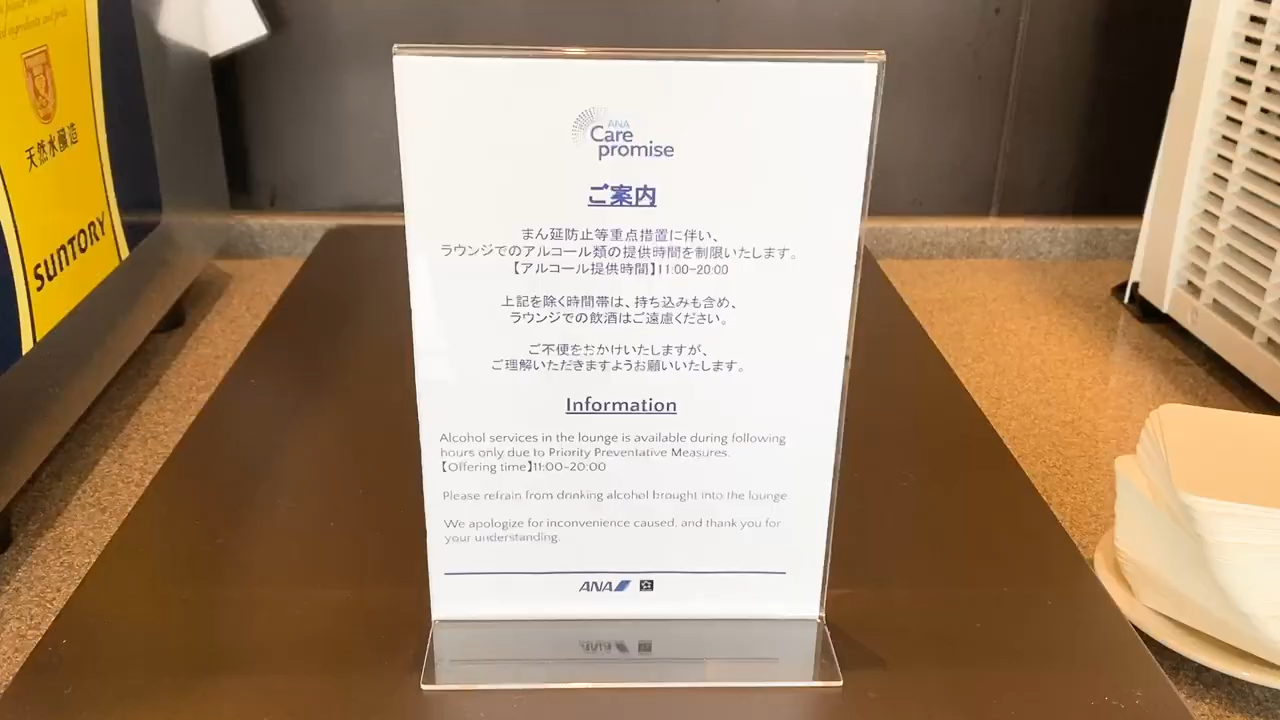 天然水醸造
SUNTORY
ANA
Care
promise
ご案内
まん延防止等重点措置に伴い、
ラウンジでのアルコール類の提供時間を制限いたします。
【アルコール提供時間】11:00-20:00
上記を除く時間帯は、持ち込みも含め、
ラウンジでの飲酒はご遠慮ください。
ご不便をおかけいたしますが、
ご理解いただきますようお願いいたします。
Information
Alcohol services in the lounge is available during following
hours only due to Priority Preventative Measures.
【Offering time】11:00-20:00
Please refrain from drinking alcohol brought into the lounge
We apologize for inconvenience caused, and thank you for
your understanding.
ANA